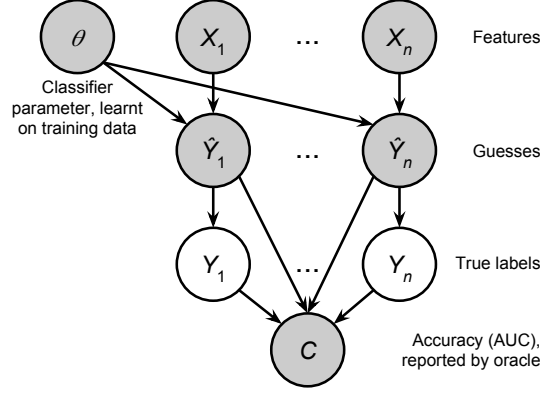 θ
X₁
...
Xₙ
Features
Classifier
parameter, learnt
on training data
Ŷ₁
...
Ŷₙ
Guesses
Y₁
...
Yₙ
True labels
C
Accuracy (AUC),
reported by oracle